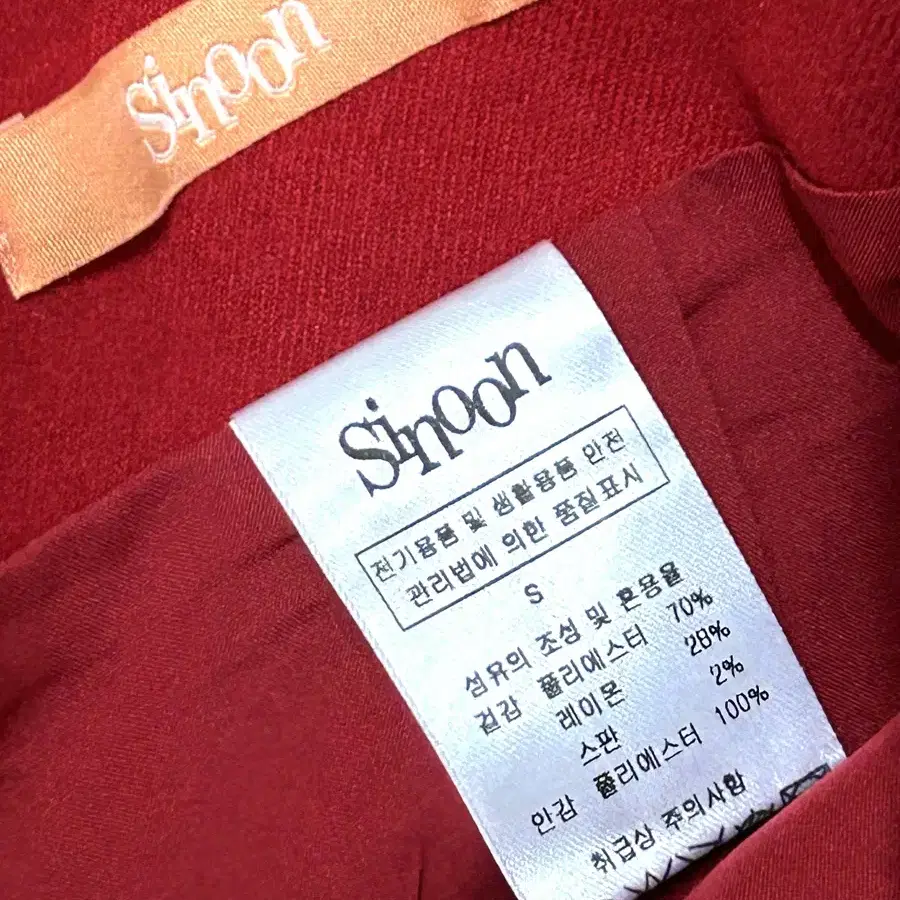 Sinoon
Sinoon
전기용품 및 생활용품 안전
관리법에 의한 품질표시
S
섬유의 조성 및 혼용율
겉감 폴리에스터 70%
레이몬 28%
스판 2%
안감 폴리에스터 100%
취급상 주의사항